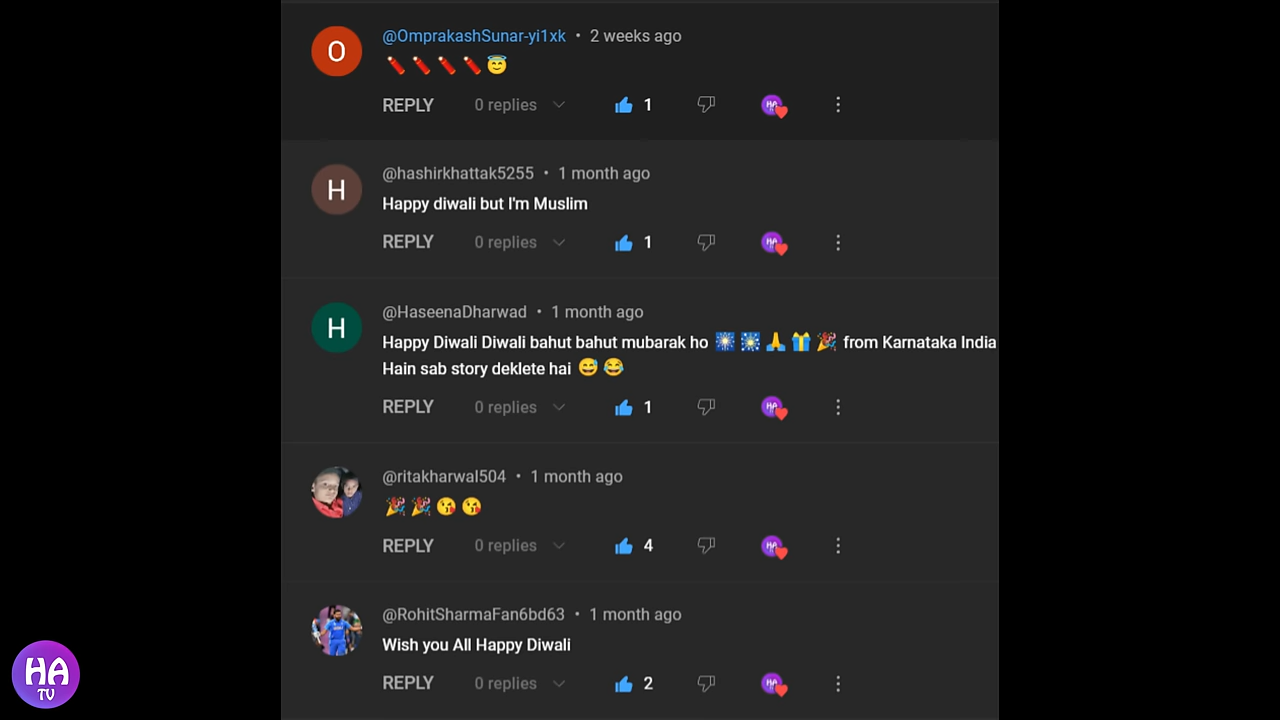 O
@OmprakashSunar-yi1xk • 2 weeks ago
🧨🧨🧨🧨😇
REPLY 0 replies 1
H
@hashirkhattak5255 • 1 month ago
Happy diwali but I'm Muslim
REPLY 0 replies 1
H
@HaseenaDharwad • 1 month ago
Happy Diwali Diwali bahut bahut mubarak ho 🎆🎇🙏🎁🎉 from Karnataka India
Hain sab story deklete hai 😅😂
REPLY 0 replies 1
@ritakharwal504 • 1 month ago
🎉🎉😘😘
REPLY 0 replies 4
@RohitSharmaFan6bd63 • 1 month ago
Wish you All Happy Diwali
REPLY 0 replies 2
HA
TV